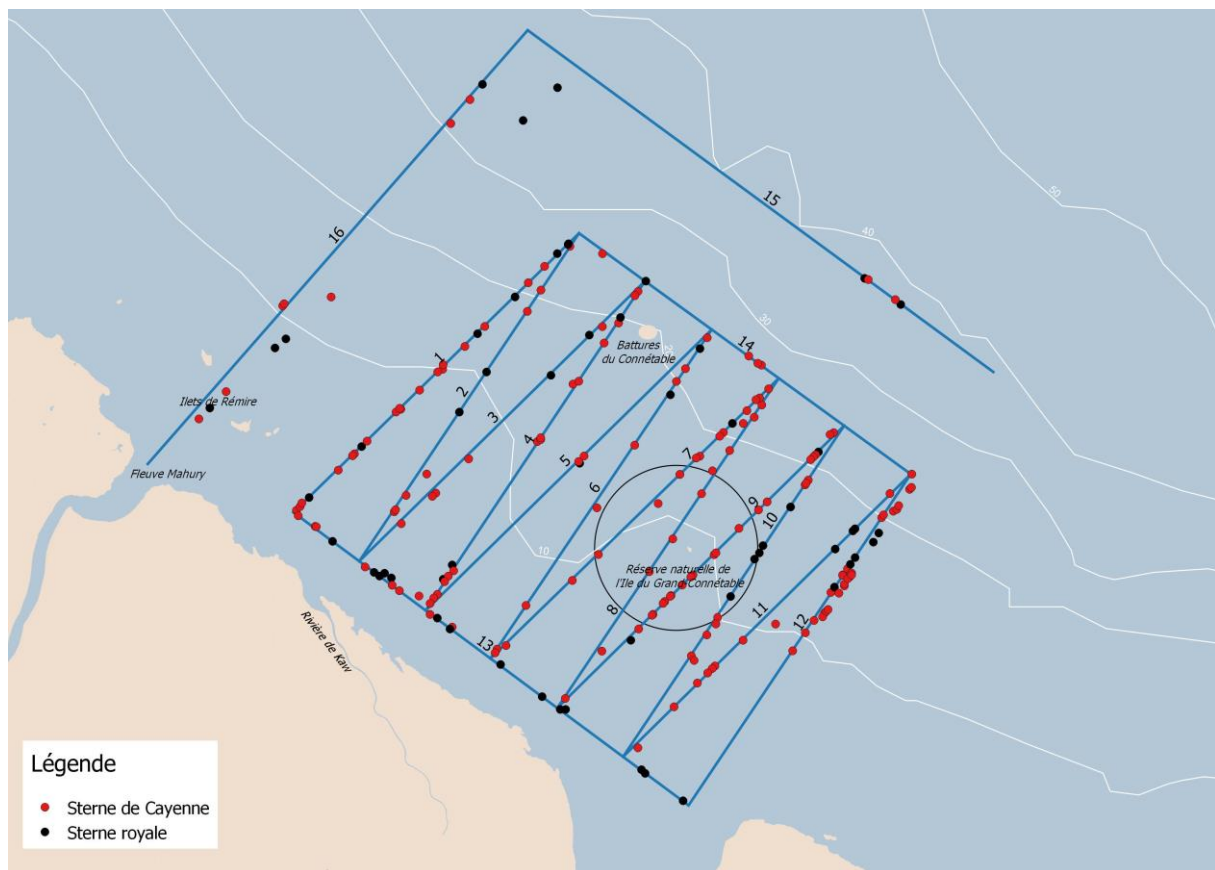 50
40
15
16
30
Battures
du Connétable
14
1
2
3
Ilets de Rémire
4
5
7
Fleuve Mahury
6
9
10
10
Réserve naturelle de
l'Ile du Grand Connétable
8
11
12
13
Rivière de Kaw
Légende
Sterne de Cayenne
Sterne royale